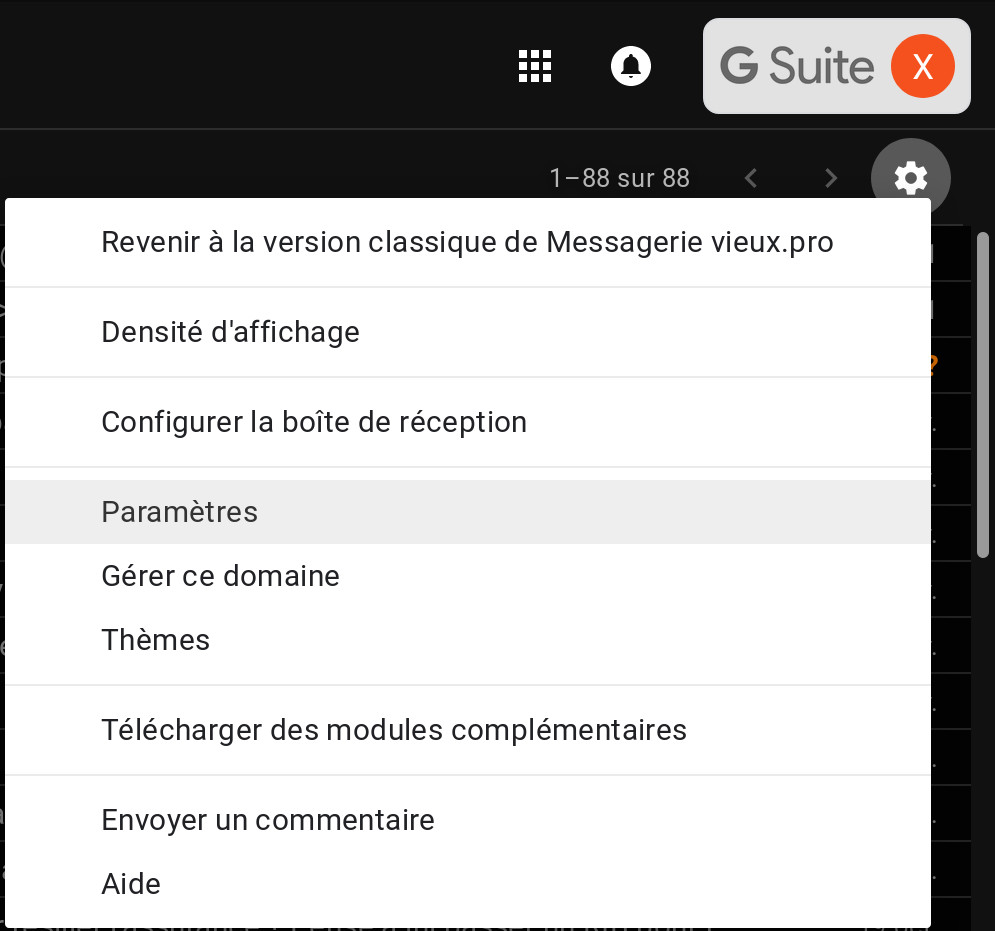 G Suite X
1–88 sur 88
Revenir à la version classique de Messagerie vieux.pro
Densité d'affichage
Configurer la boîte de réception
Paramètres
Gérer ce domaine
Thèmes
Télécharger des modules complémentaires
Envoyer un commentaire
Aide